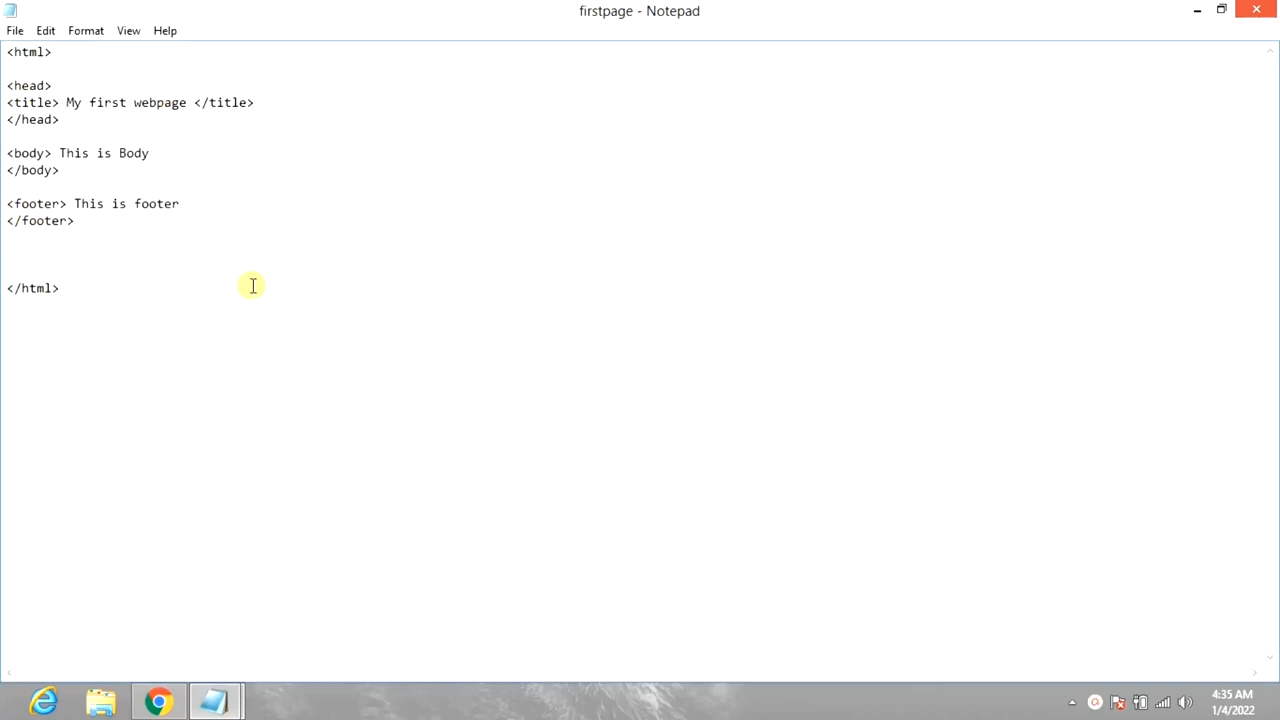 firstpage - Notepad
File Edit Format View Help
<html>
<head>
<title> My first webpage </title>
</head>
<body> This is Body
</body>
<footer> This is footer
</footer>
</html>
4:35 AM
1/4/2022